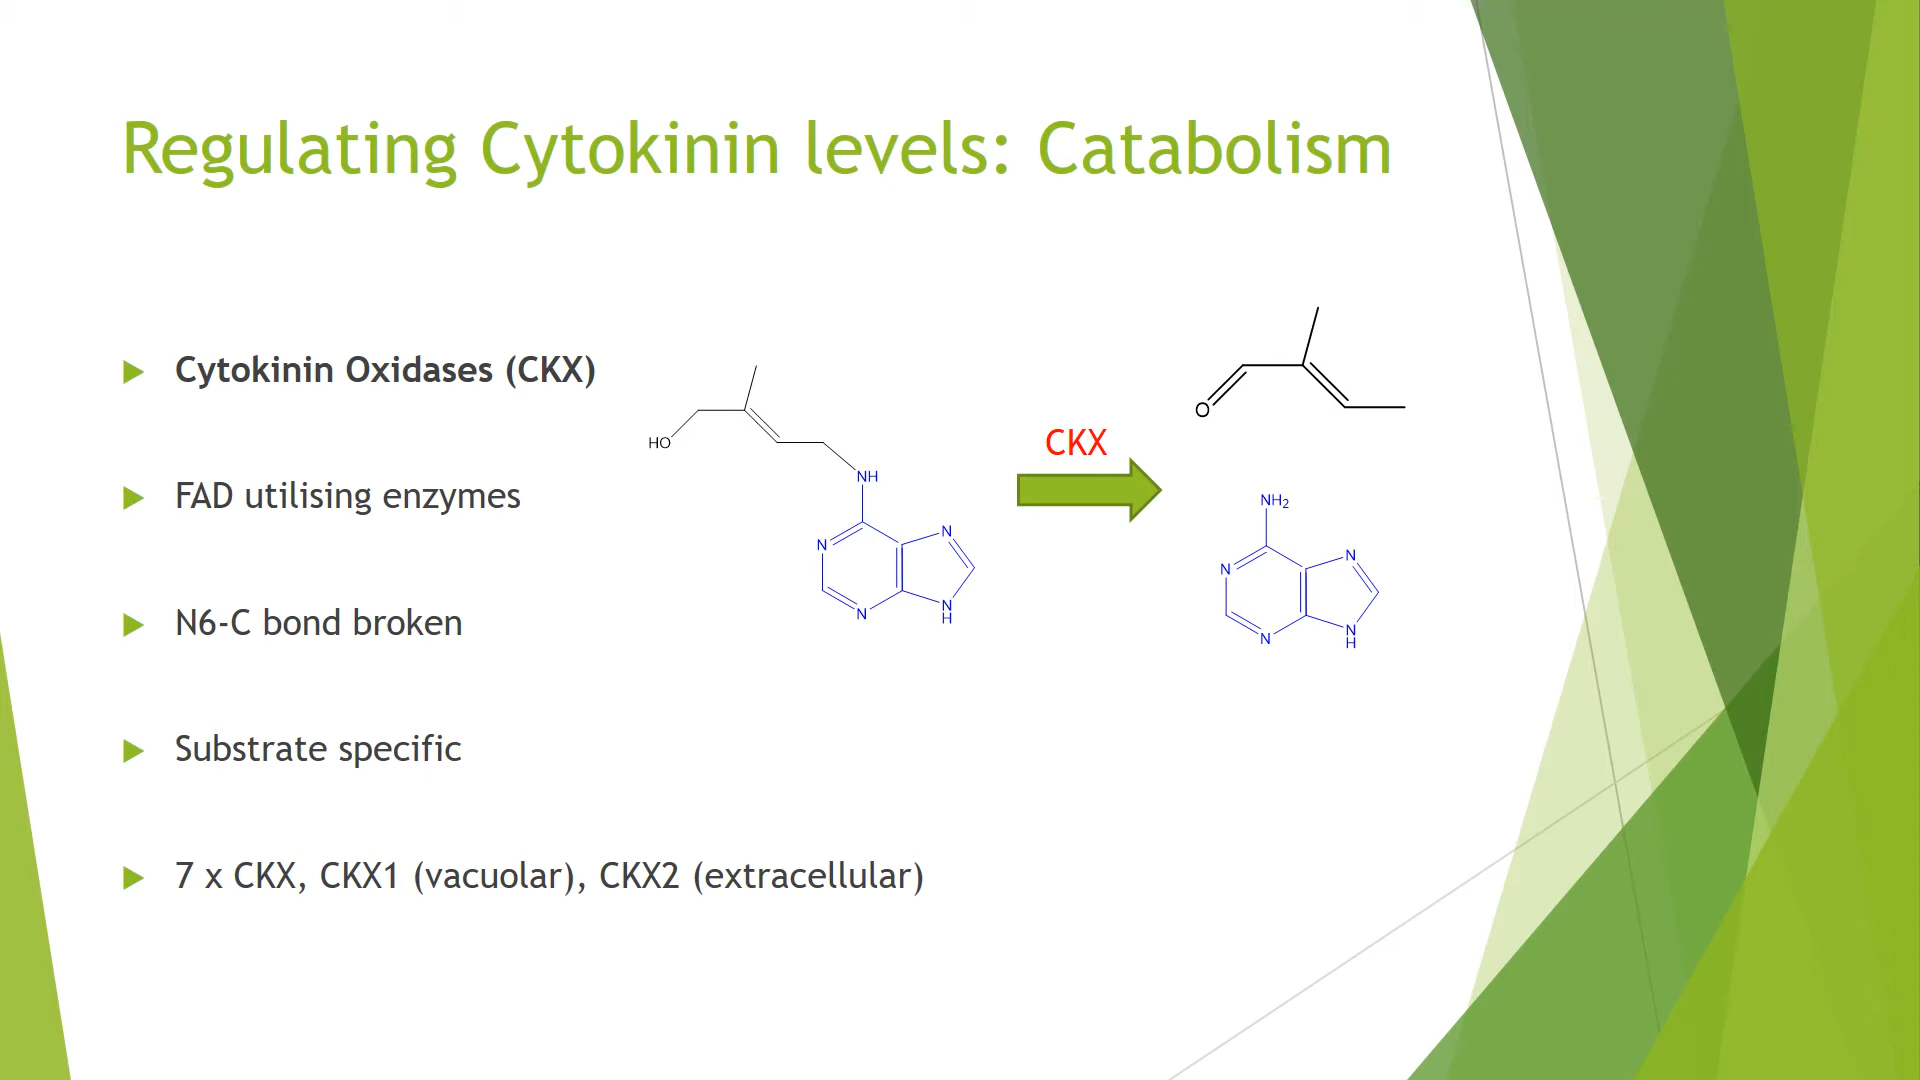 Regulating Cytokinin levels: Catabolism
Cytokinin Oxidases (CKX)
FAD utilising enzymes
N6-C bond broken
Substrate specific
7 x CKX, CKX1 (vacuolar), CKX2 (extracellular)
HO
NH
N
N
N
N
H
CKX
O
NH2
N
N
N
N
H